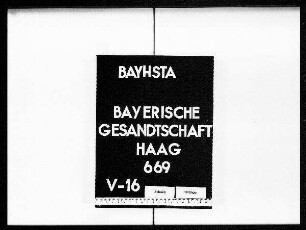 BAYHSTA
BAYERISCHE
GESANDTSCHAFT
HAAG
669
V-16